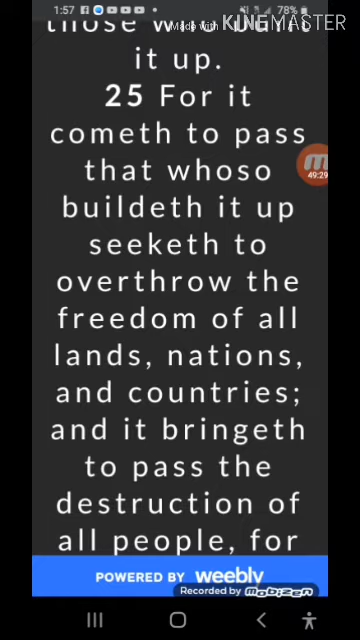 1:57
78%
Made with KINEMASTER
those
it up.
25 For it
cometh to pass
that whoso
buildeth it up
seeketh to
overthrow the
freedom of all
lands, nations,
and countries;
and it bringeth
to pass the
destruction of
all people, for
49:29
POWERED BY weebly
Recorded by mobizen